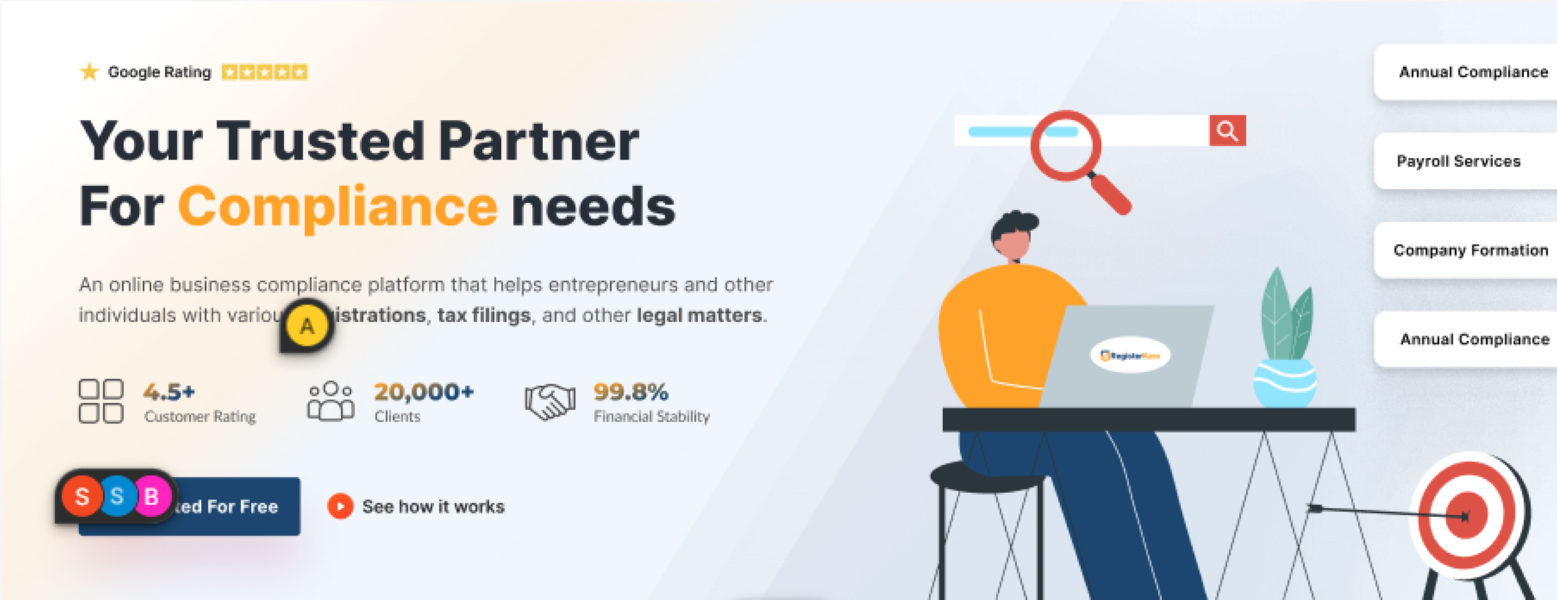 Google Rating
Your Trusted Partner
For Compliance needs
An online business compliance platform that helps entrepreneurs and other
individuals with istrations, tax filings, and other legal matters.
A
4.5+
Customer Rating
20,000+
Clients
99.8%
Financial Stability
S S B
ted For Free
See how it works
RegisterKaro
Annual Compliance
Payroll Services
Company Formation
Annual Compliance